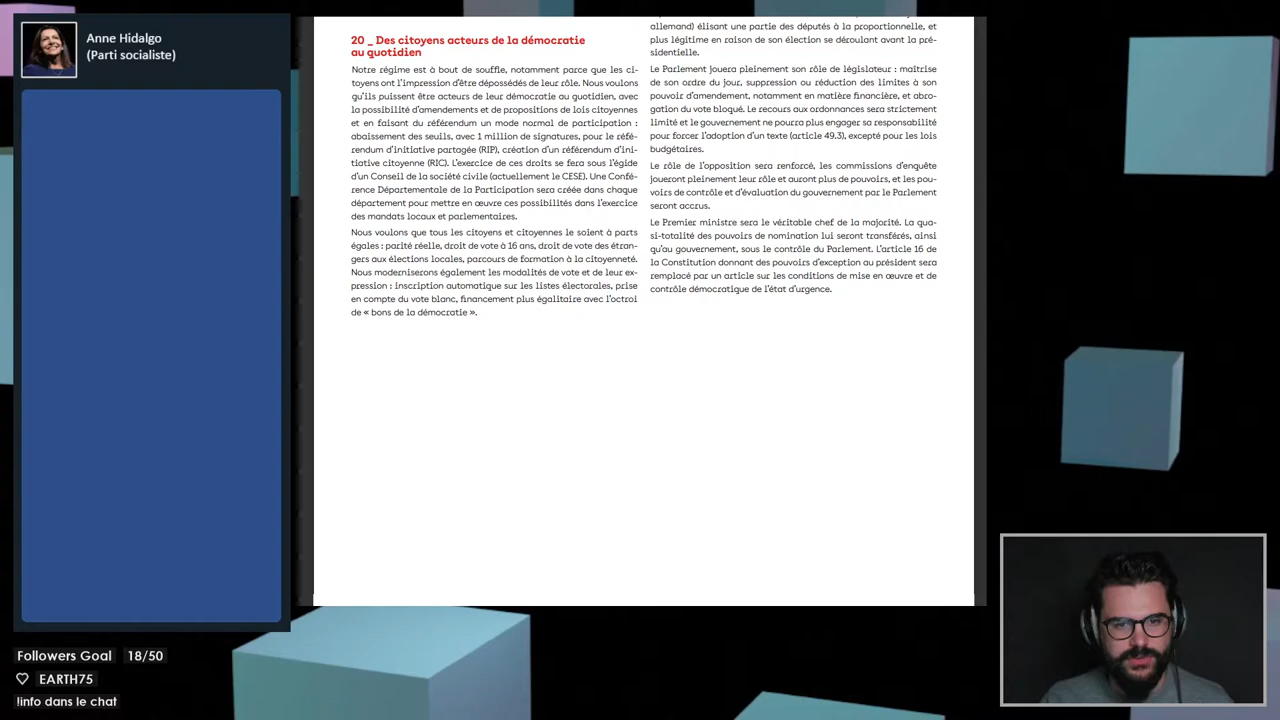 Anne Hidalgo
(Parti socialiste)
20 _ Des citoyens acteurs de la démocratie
au quotidien
Notre régime est à bout de souffle, notamment parce que les ci-
toyens ont l'impression d'être dépossédés de leur rôle. Nous voulons
qu'ils puissent être acteurs de leur démocratie au quotidien, avec
la possibilité d'amendements et de propositions de lois citoyennes
et en faisant du référendum un mode normal de participation :
abaissement des seuils, avec 1 million de signatures, pour le réfé-
rendum d'initiative partagée (RIP), création d'un référendum d'ini-
tiative citoyenne (RIC). L'exercice de ces droits se fera sous l'égide
d'un Conseil de la société civile (actuellement le CESE). Une Confé-
rence Départementale de la Participation sera créée dans chaque
département pour mettre en œuvre ces possibilités dans l'exercice
des mandats locaux et parlementaires.
Nous voulons que tous les citoyens et citoyennes le soient à parts
égales : parité réelle, droit de vote à 16 ans, droit de vote des étran-
gers aux élections locales, parcours de formation à la citoyenneté.
Nous moderniserons également les modalités de vote et de leur ex-
pression : inscription automatique sur les listes électorales, prise
en compte du vote blanc, financement plus égalitaire avec l'octroi
de « bons de la démocratie ».
allemand) élisant une partie des députés à la proportionnelle, et
plus légitime en raison de son élection se déroulant avant la pré-
sidentielle.
Le Parlement jouera pleinement son rôle de législateur : maîtrise
de son ordre du jour, suppression ou réduction des limites à son
pouvoir d'amendement, notamment en matière financière, et abro-
gation du vote bloqué. Le recours aux ordonnances sera strictement
limité et le gouvernement ne pourra plus engager sa responsabilité
pour forcer l'adoption d'un texte (article 49.3), excepté pour les lois
budgétaires.
Le rôle de l'opposition sera renforcé, les commissions d'enquête
joueront pleinement leur rôle et auront plus de pouvoirs, et les pou-
voirs de contrôle et d'évaluation du gouvernement par le Parlement
seront accrus.
Le Premier ministre sera le véritable chef de la majorité. La qua-
si-totalité des pouvoirs de nomination lui seront transférés, ainsi
qu'au gouvernement, sous le contrôle du Parlement. L'article 16 de
la Constitution donnant des pouvoirs d'exception au président sera
remplacé par un article sur les conditions de mise en œuvre et de
contrôle démocratique de l'état d'urgence.
Followers Goal 18/50
EARTH75
!info dans le chat